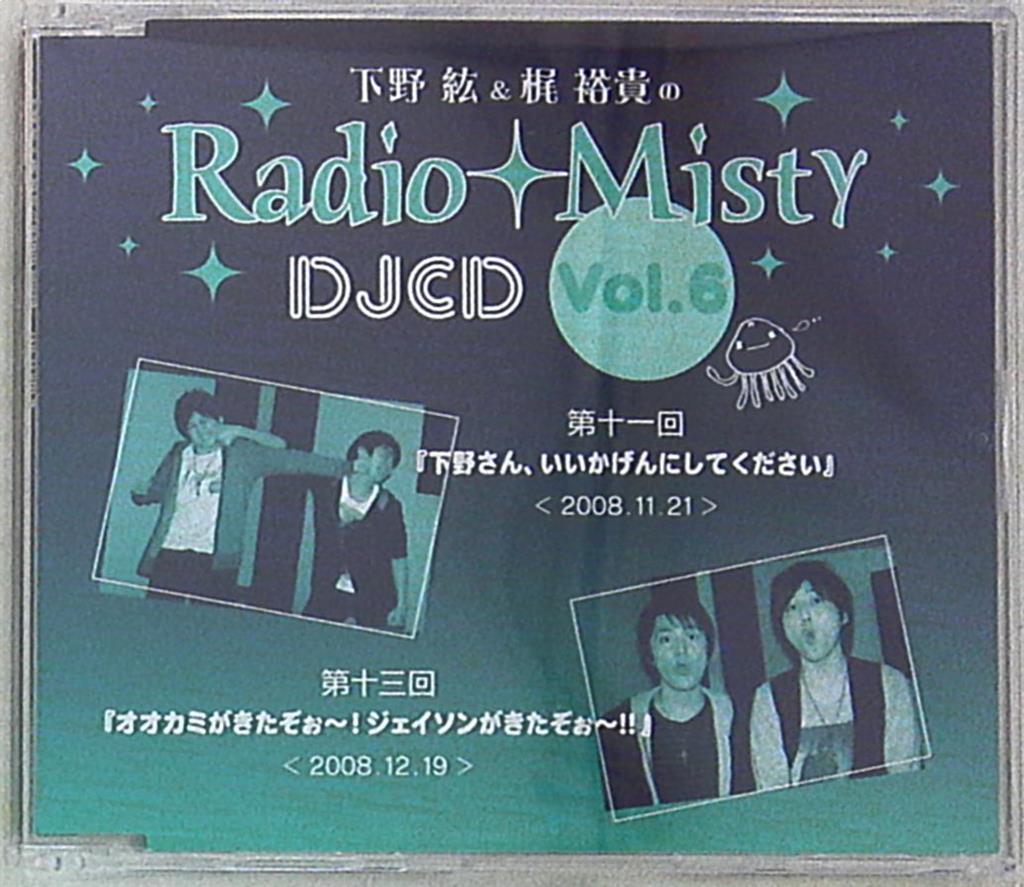 下野 紘 & 梶 裕貴の
Radio Misty
DJCD Vol.6
第十一回
『下野さん、いいかげんにしてください』
< 2008.11.21 >
第十三回
『オオカミがきたぞぉ～!ジェイソンがきたぞぉ～!!』
< 2008.12.19 >